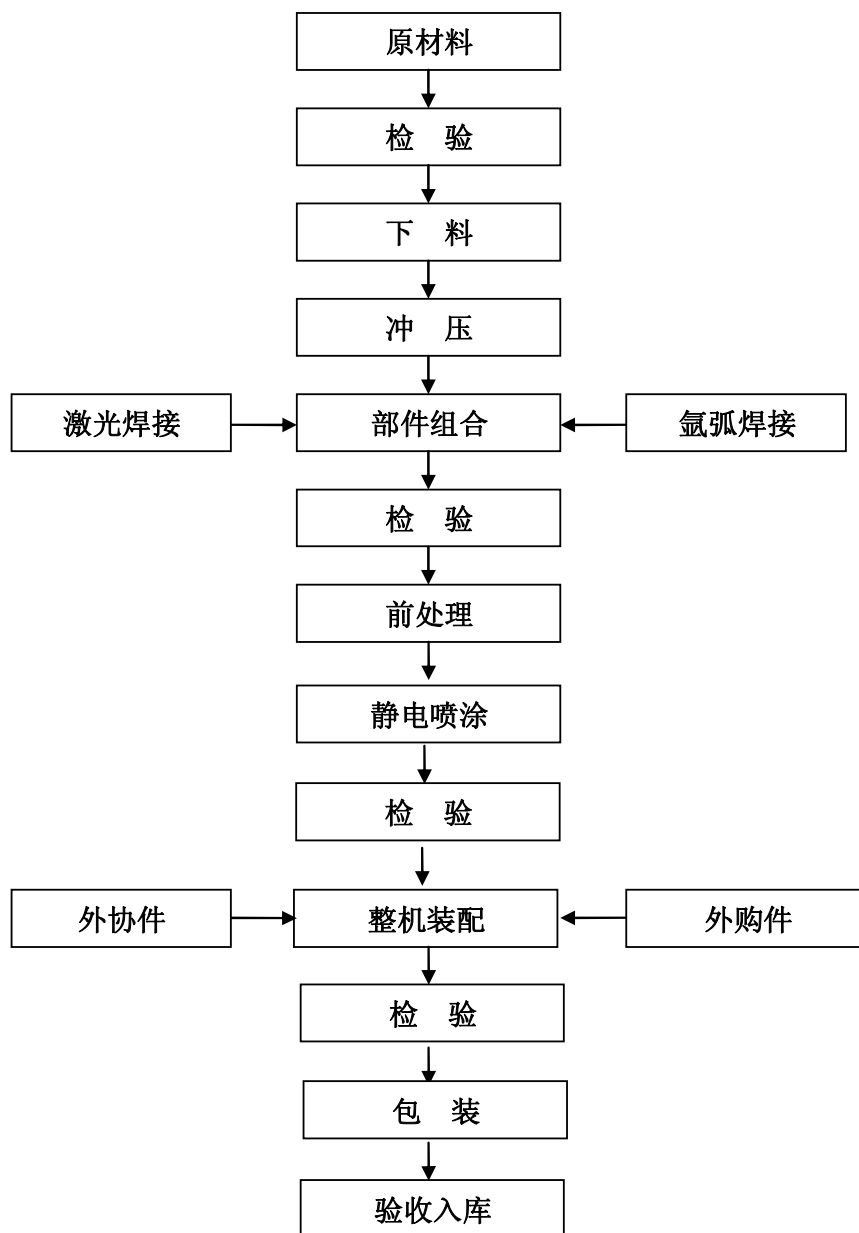 原材料
检 验
下 料
冲 压
激光焊接
部件组合
氩弧焊接
检 验
前处理
静电喷涂
检 验
外协件
整机装配
外购件
检 验
包 装
验收入库